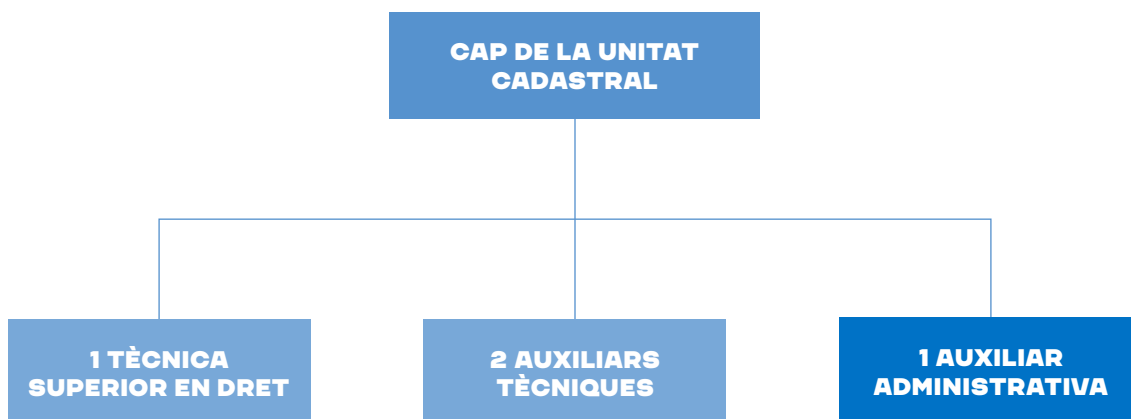 CAP DE LA UNITAT
CADASTRAL
1 TÈCNICA
SUPERIOR EN DRET
2 AUXILIARS
TÈCNIQUES
1 AUXILIAR
ADMINISTRATIVA